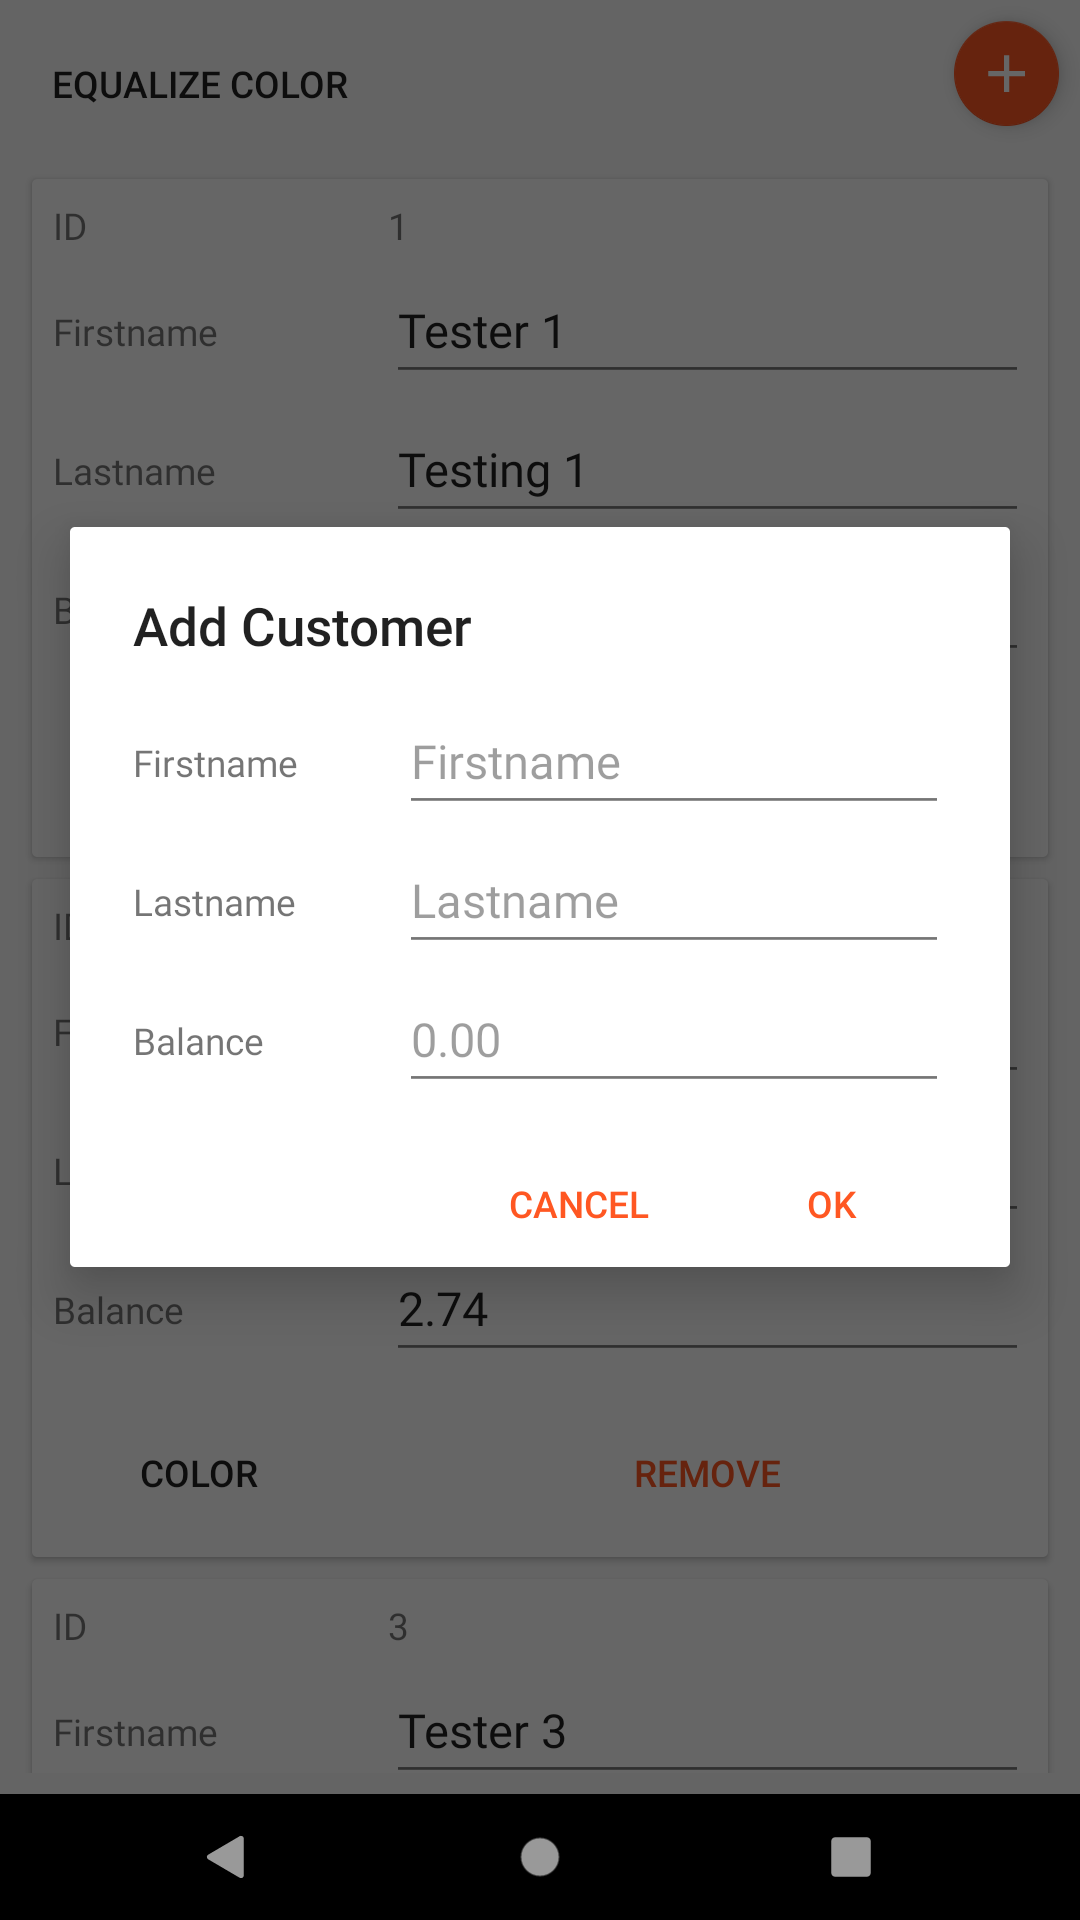 EQUALIZE COLOR
ID 1
Firstname Tester 1
Lastname Testing 1
Add Customer
Firstname Firstname
Lastname Lastname
Balance 0.00
CANCEL OK
Balance 2.74
COLOR REMOVE
ID 3
Firstname Tester 3